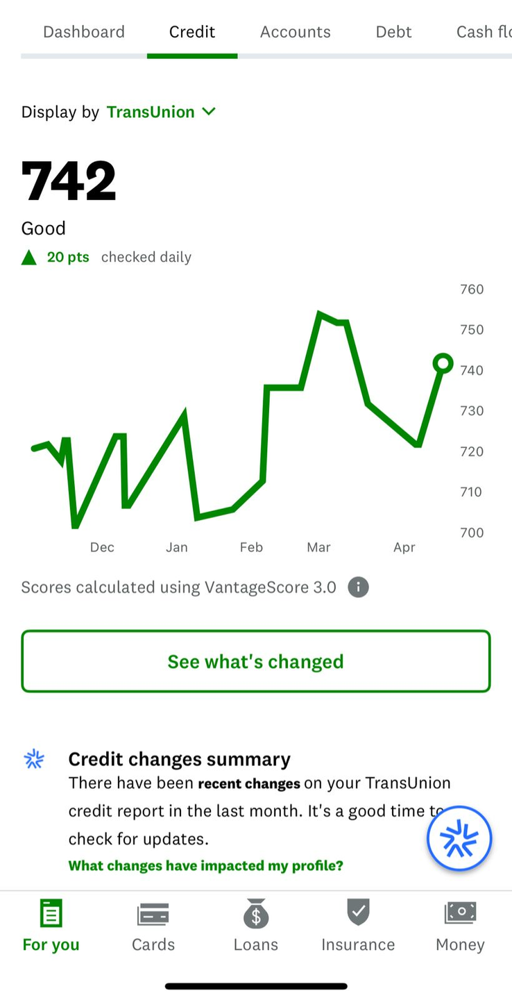 Dashboard Credit Accounts Debt Cash flo
Display by TransUnion
742
Good
20 pts checked daily
760
750
740
730
720
710
700
Dec Jan Feb Mar Apr
Scores calculated using VantageScore 3.0
See what's changed
Credit changes summary
There have been recent changes on your TransUnion
credit report in the last month. It's a good time to
check for updates.
What changes have impacted my profile?
For you Cards Loans Insurance Money